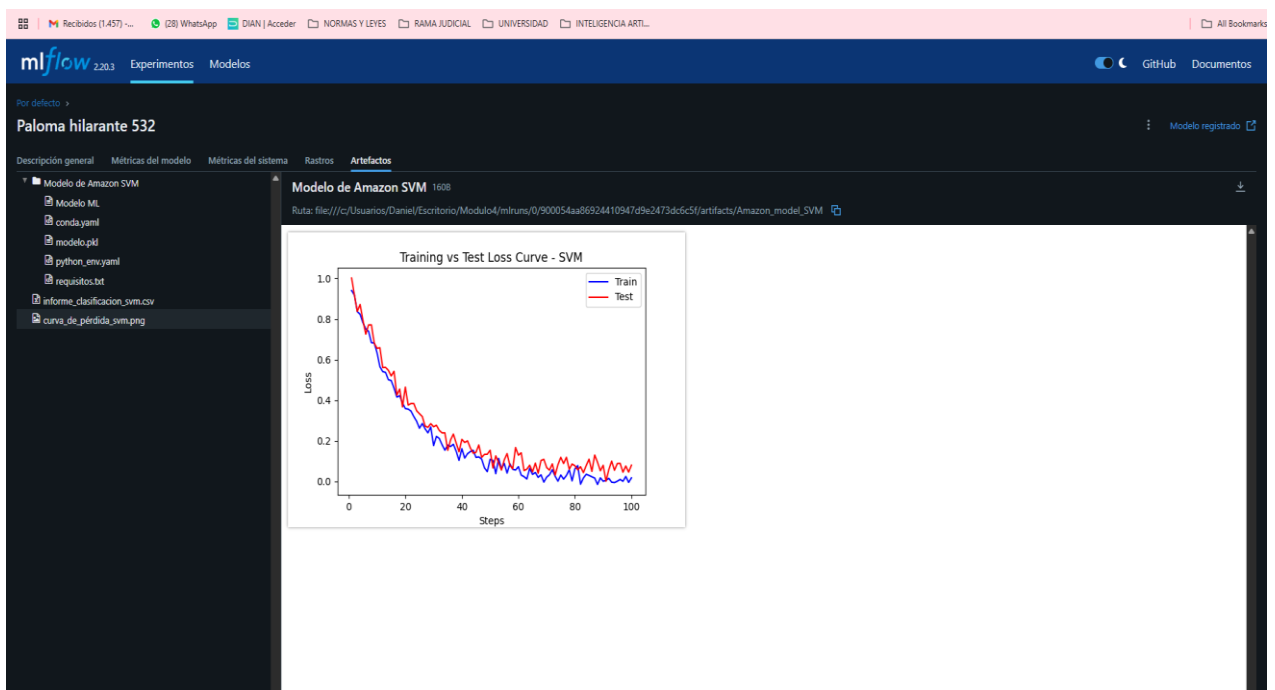 Recibidos (1.457) -... (28) WhatsApp DIAN | Acceder NORMAS Y LEYES RAMA JUDICIAL UNIVERSIDAD INTELIGENCIA ARTI... All Bookmarks
mlflow 2.20.3 Experimentos Modelos GitHub Documentos
Por defecto >
Paloma hilarante 532 Modelo registrado
Descripción general Métricas del modelo Métricas del sistema Rastros Artefactos
Modelo de Amazon SVM
Modelo ML
conda.yaml
modelo.pkl
python_env.yaml
requisitos.txt
informe_clasificacion_svm.csv
curva_de_pérdida_svm.png
Modelo de Amazon SVM 1608
Ruta: file:///c:/Usuarios/Daniel/Escritorio/Modulo4/mlruns/0/900054aa86924410947d9e2473dc6c5f/artifacts/Amazon_model_SVM
Training vs Test Loss Curve - SVM
Train
Test
1.0
0.8
0.6
0.4
0.2
0.0
Loss
0 20 40 60 80 100
Steps